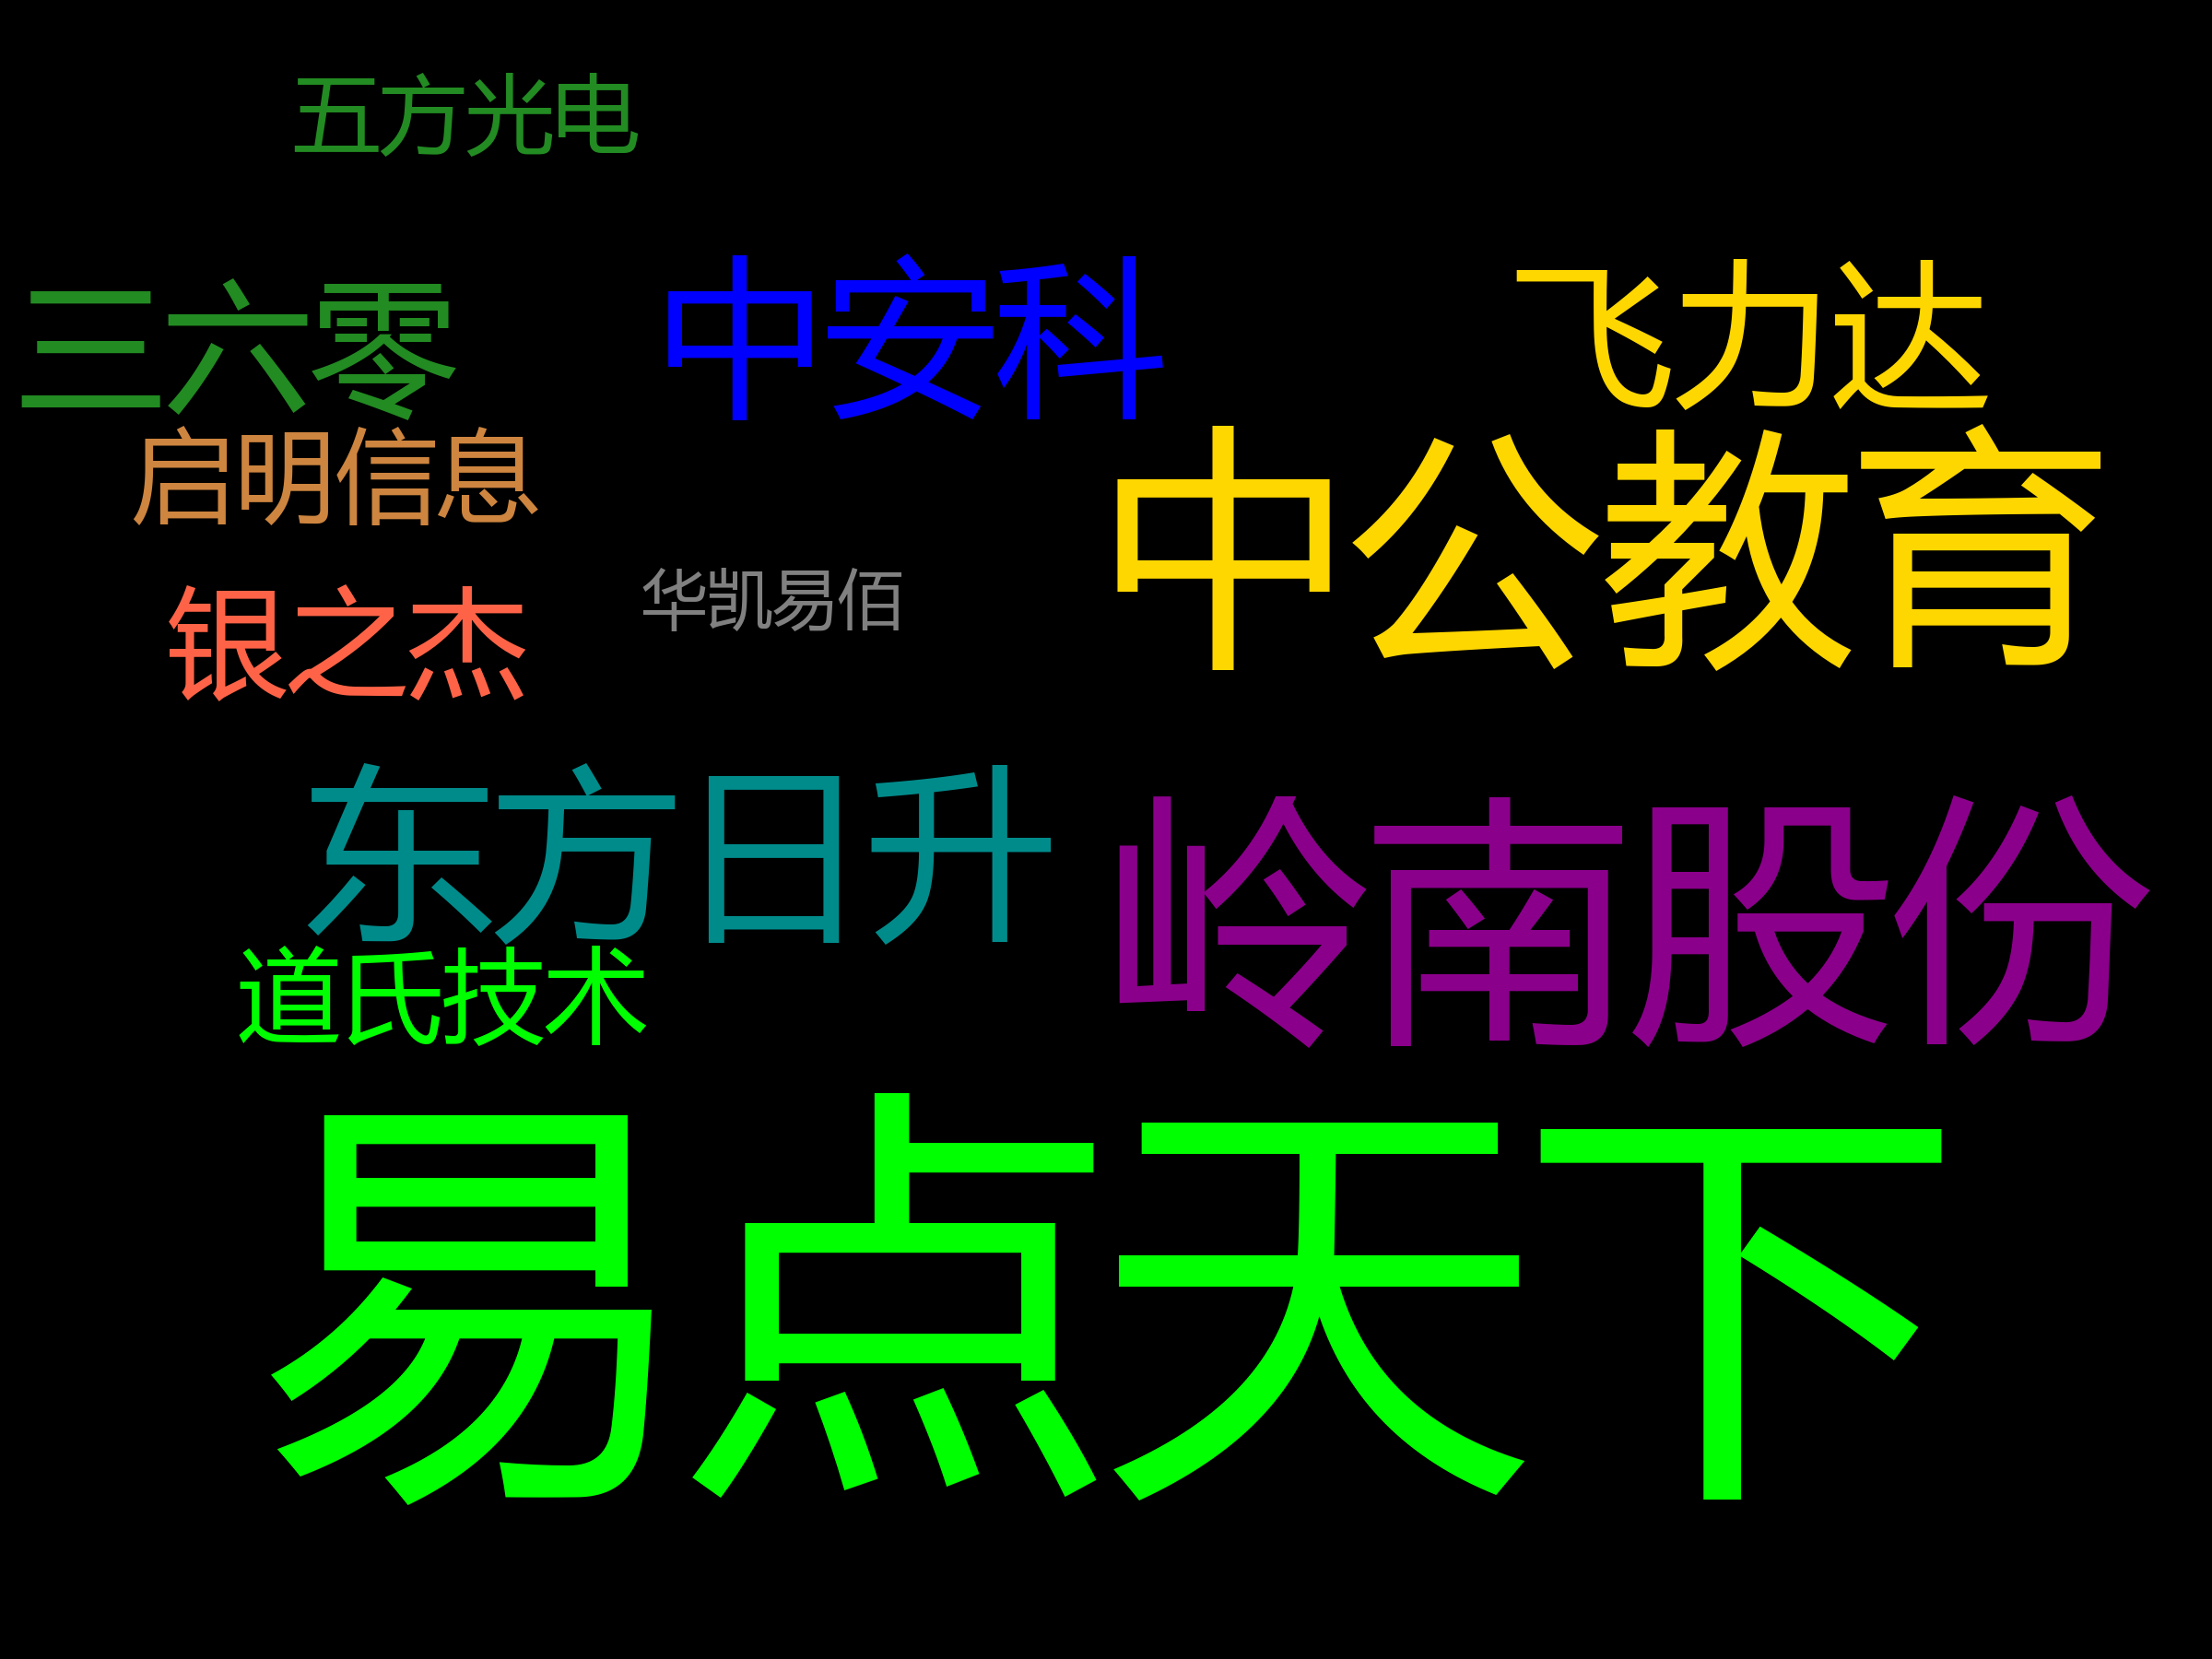 五方光电
三六零
中安科
飞力达
启明信息
中公教育
银之杰
华凯易佰
东方日升
岭南股份
道氏技术
易点天下